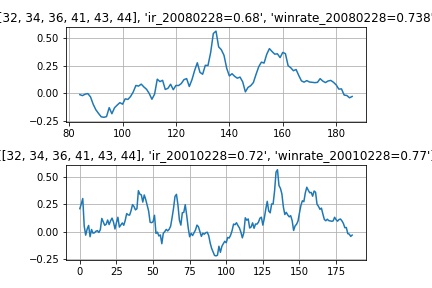 [32, 34, 36, 41, 43, 44], 'ir_20080228=0.68', 'winrate_20080228=0.738'
0.50
0.25
0.00
−0.25
80 100 120 140 160 180
[[32, 34, 36, 41, 43, 44], 'ir_20010228=0.72', 'winrate_20010228=0.77']
0.50
0.25
0.00
−0.25
0 25 50 75 100 125 150 175